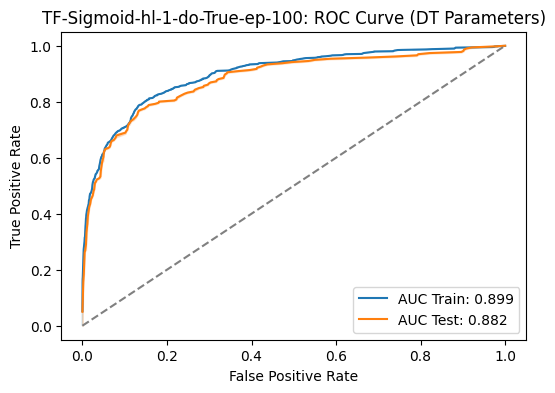 TF-Sigmoid-hl-1-do-True-ep-100: ROC Curve (DT Parameters)
True Positive Rate
1.0
0.8
0.6
0.4
0.2
0.0
AUC Train: 0.899
AUC Test: 0.882
0.0 0.2 0.4 0.6 0.8 1.0
False Positive Rate